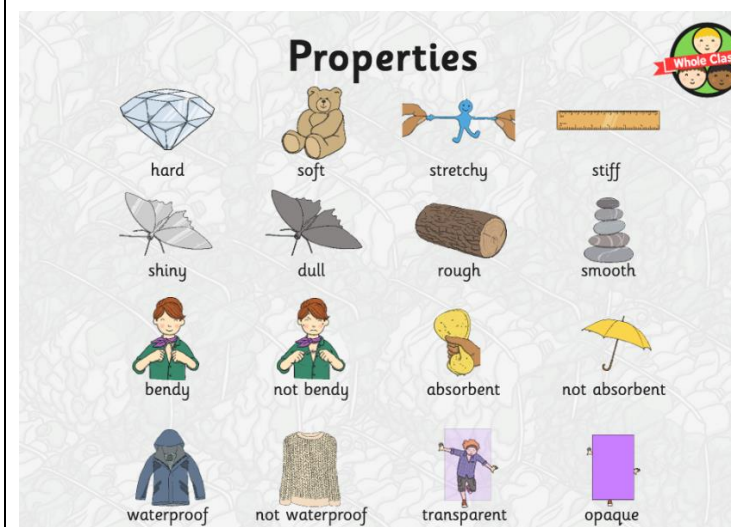 Properties
Whole Clas
hard soft stretchy stiff
shiny dull rough smooth
bendy not bendy absorbent not absorbent
waterproof not waterproof transparent opaque